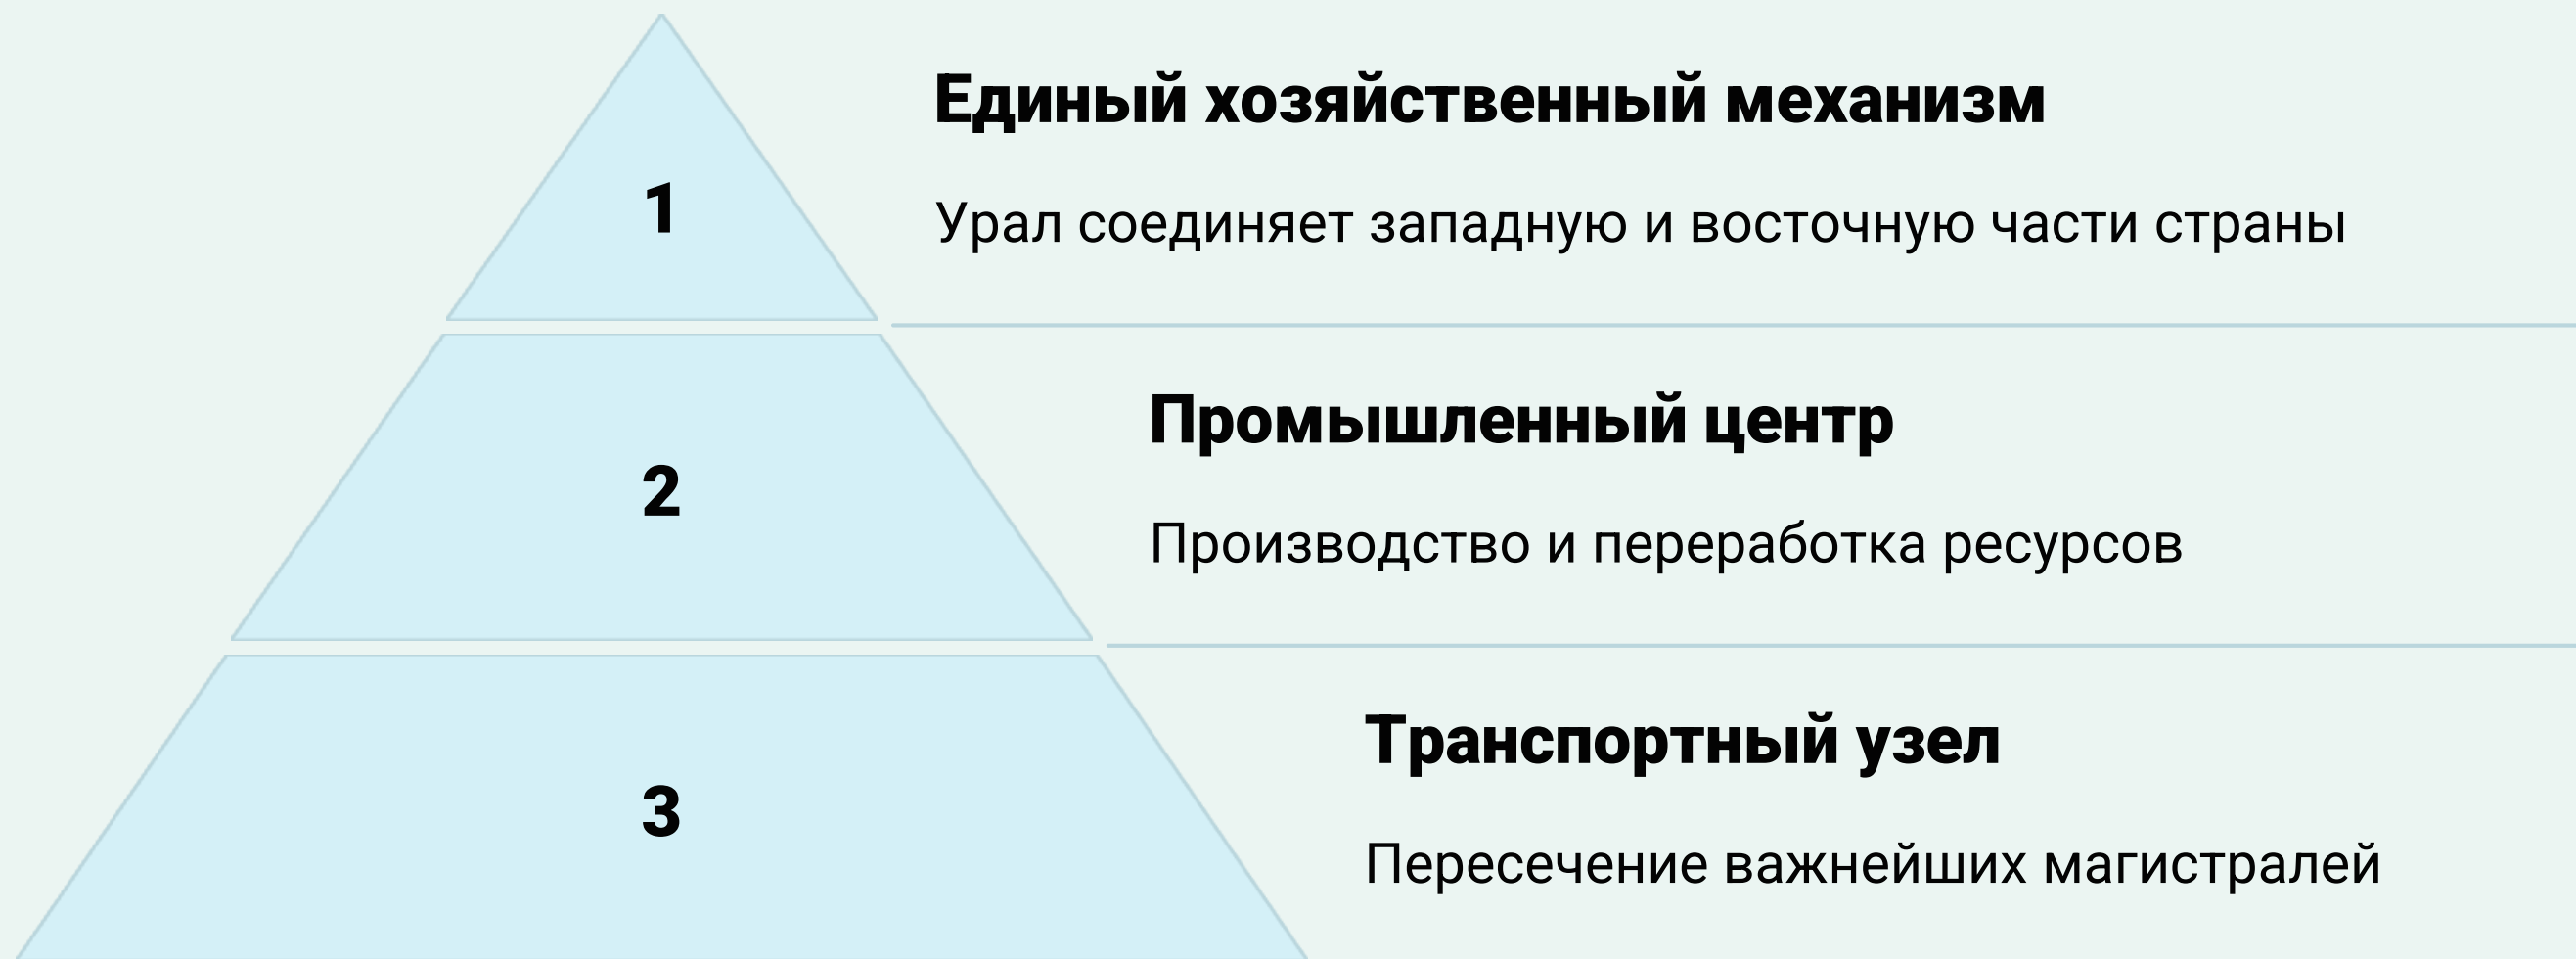 1
Единый хозяйственный механизм
Урал соединяет западную и восточную части страны
2
Промышленный центр
Производство и переработка ресурсов
3
Транспортный узел
Пересечение важнейших магистралей